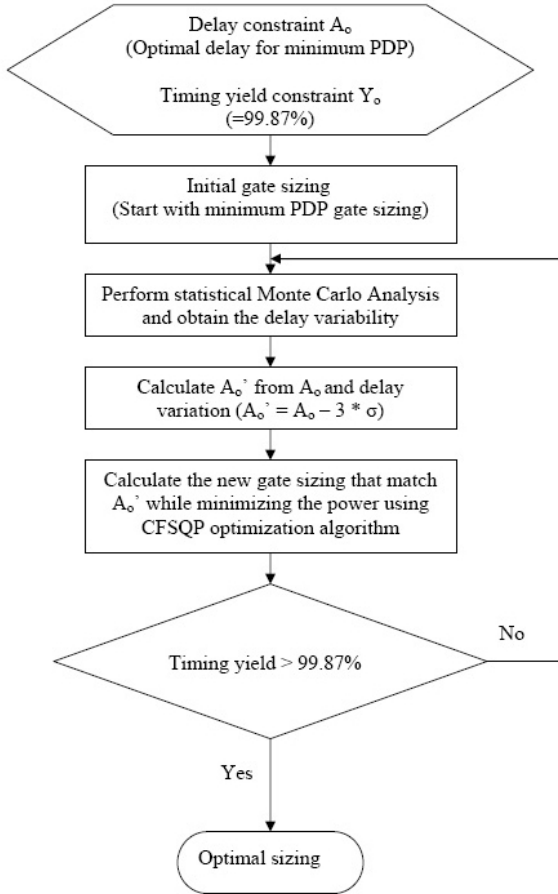 Delay constraint Aₒ
(Optimal delay for minimum PDP)
Timing yield constraint Yₒ
(=99.87%)
Initial gate sizing
(Start with minimum PDP gate sizing)
Perform statistical Monte Carlo Analysis
and obtain the delay variability
Calculate Aₒ’ from Aₒ and delay
variation (Aₒ’ = Aₒ – 3 * σ)
Calculate the new gate sizing that match
Aₒ’ while minimizing the power using
CFSQP optimization algorithm
Timing yield > 99.87%
No
Yes
Optimal sizing